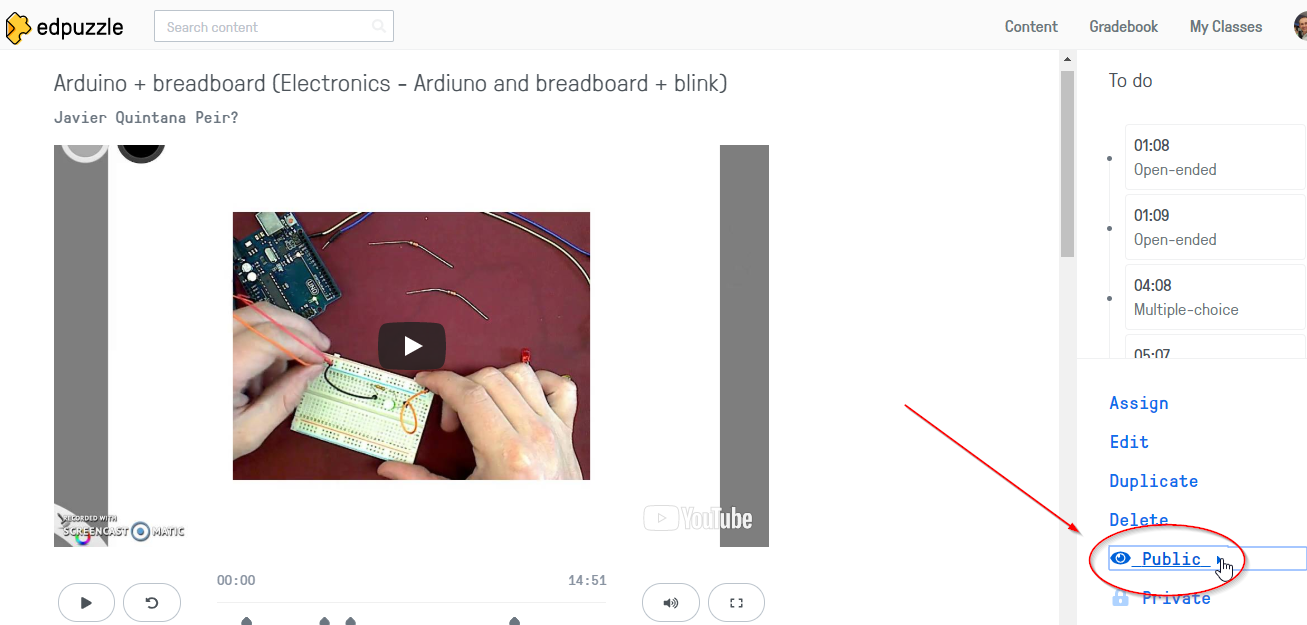 edpuzzle
Search content
Content
Gradebook
My Classes
Arduino + breadboard (Electronics - Ardiuno and breadboard + blink)
Javier Quintana Peir?
UNO
RECORDED WITH
SCREENCAST MATIC
YouTube
00:00
14:51
To do
01:08
Open-ended
01:09
Open-ended
04:08
Multiple-choice
05:07
Assign
Edit
Duplicate
Delete
Public
Private